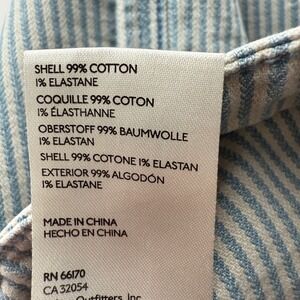 SHELL 99% COTTON
1% ELASTANE
COQUILLE 99% COTON
1% ÉLASTHANNE
OBERSTOFF 99% BAUMWOLLE
1% ELASTAN
SHELL 99% COTONE 1% ELASTAN
EXTERIOR 99% ALGODÓN
1% ELASTANE
MADE IN CHINA
HECHO EN CHINA
RN 66170
CA 32054
Outfitters, Inc